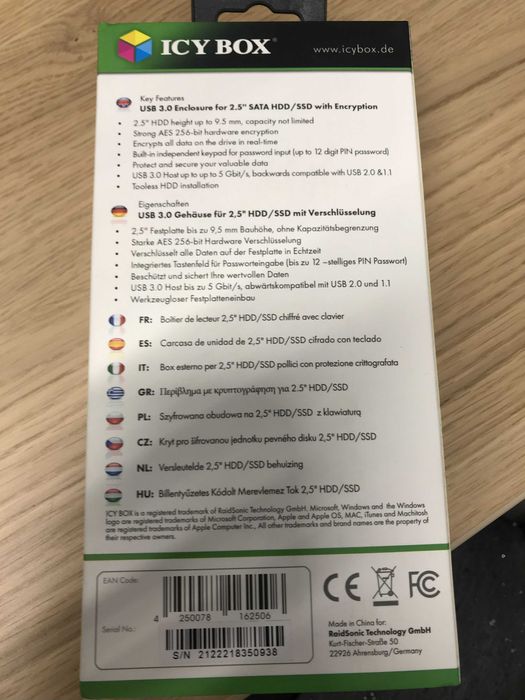 ICY BOX®
www.icybox.de
Key Features
USB 3.0 Enclosure for 2.5" SATA HDD/SSD with Encryption
• 2.5" HDD height up to 9.5 mm, capacity not limited
• Strong AES 256-bit hardware encryption
• Encrypts all data on the drive in real-time
• Built-in independent keypad for password input (up to 12 digit PIN password)
• Protect and secure your valuable data
• USB 3.0 Host up to up to 5 Gbit/s, backwards compatible with USB 2.0 &1.1
• Tooless HDD installation
Eigenschaften
USB 3.0 Gehäuse für 2,5" HDD/SSD mit Verschlüsselung
• 2,5" Festplatte bis zu 9,5 mm Bauhöhe, ohne Kapazitätsbegrenzung
• Starke AES 256-bit Hardware Verschlüsselung
• Verschlüsselt alle Daten auf der Festplatte in Echtzeit
• Integriertes Tastenfeld für Passworteingabe (bis zu 12 –stelliges PIN Passwort)
• Beschützt und sichert Ihre wertvollen Daten
• USB 3.0 Host bis zu 5 Gbit/s, abwärtskompatibel mit USB 2.0 und 1.1
• Werkzeugloser Festplatteneinbau
FR: Boîtier de lecteur 2,5" HDD/SSD chiffré avec clavier
ES: Carcasa de unidad de 2,5" HDD/SSD cifrado con teclado
IT: Box esterno per 2,5" HDD/SSD pollici con protezione crittografata
GR: Περίβλημα με κρυπτογράφηση για 2.5" HDD/SSD
PL: Szyfrowana obudowa na 2,5" HDD/SSD z klawiaturą
CZ: Kryt pro šifrovanou jednotku pevného disku 2,5" HDD/SSD
NL: Versleutelde 2,5" HDD/SSD behuizing
HU: Billentyűzetes Kódolt Merevlemez Tok 2,5" HDD/SSD
ICY BOX is a registered trademark of RaidSonic Technology GmbH. Microsoft, Windows and the Windows
logo are registered trademarks of Microsoft Corporation, Apple and Apple OS, MAC, iTunes and Machitosh
are registered trademarks of Apple Computer Inc., All other trademarks and brand names are the property of
their respective owners.
EAN Code:
4 250078 162506
Serial No.:
S/N 2122218350938
CE FC
Made in China for:
RaidSonic Technology GmbH
Kurt-Fischer-Straße 50
22926 Ahrensburg/Germany